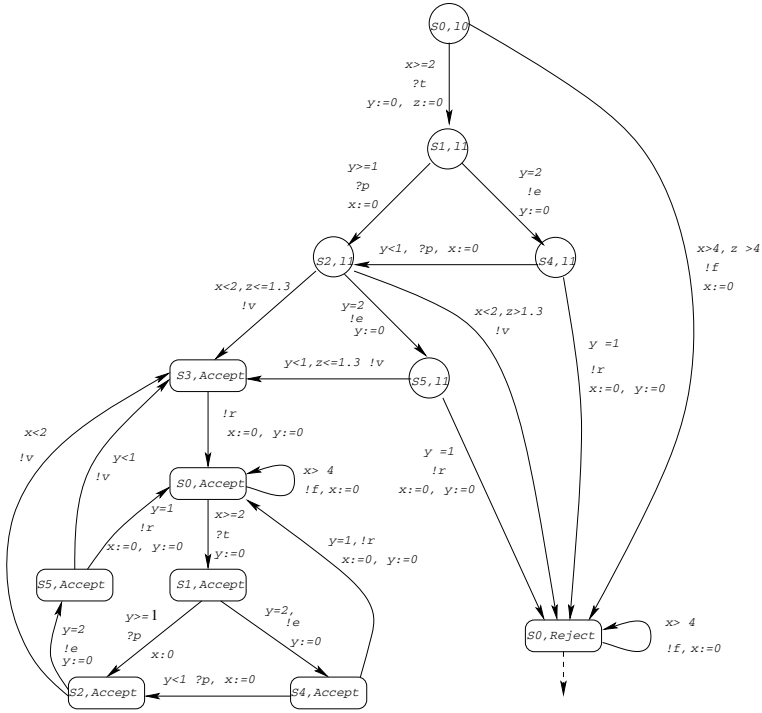 S0,l0
x>=2
?t
y:=0, z:=0
S1,l1
y>=1
?p
x:=0
y=2
!e
y:=0
x>4,z >4
!f
x:=0
S2,l1
y<1, ?p, x:=0
S4,l1
x<2,z<=1.3
!v
y=2
!e
y:=0
x<2,z>1.3
!v
y =1
!r
x:=0, y:=0
S3,Accept
y<1,z<=1.3 !v
S5,l1
!r
x:=0, y:=0
x<2
!v
y<1
!v
y =1
!r
x:=0, y:=0
S0,Accept
x> 4
!f,x:=0
y=1
!r
x:=0, y:=0
x>=2
?t
y:=0
y=1,!r
x:=0, y:=0
S5,Accept
S1,Accept
y=2
!e
y:=0
y>=1
?p
x:0
y=2,
!e
y:=0
S0,Reject
x> 4
!f,x:=0
S2,Accept
y<1 ?p, x:=0
S4,Accept